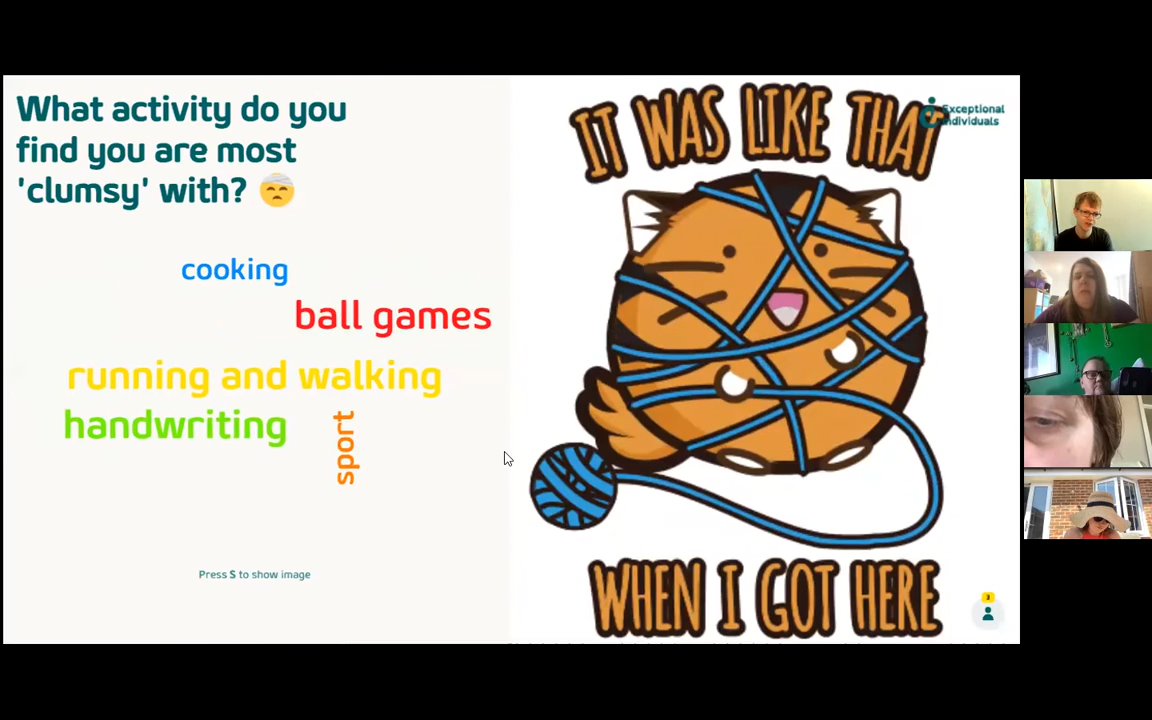 What activity do you
find you are most
'clumsy' with?
cooking
ball games
running and walking
handwriting
sport
Press S to show image
IT WAS LIKE THAT
Exceptional
Individuals
WHEN I GOT HERE
3